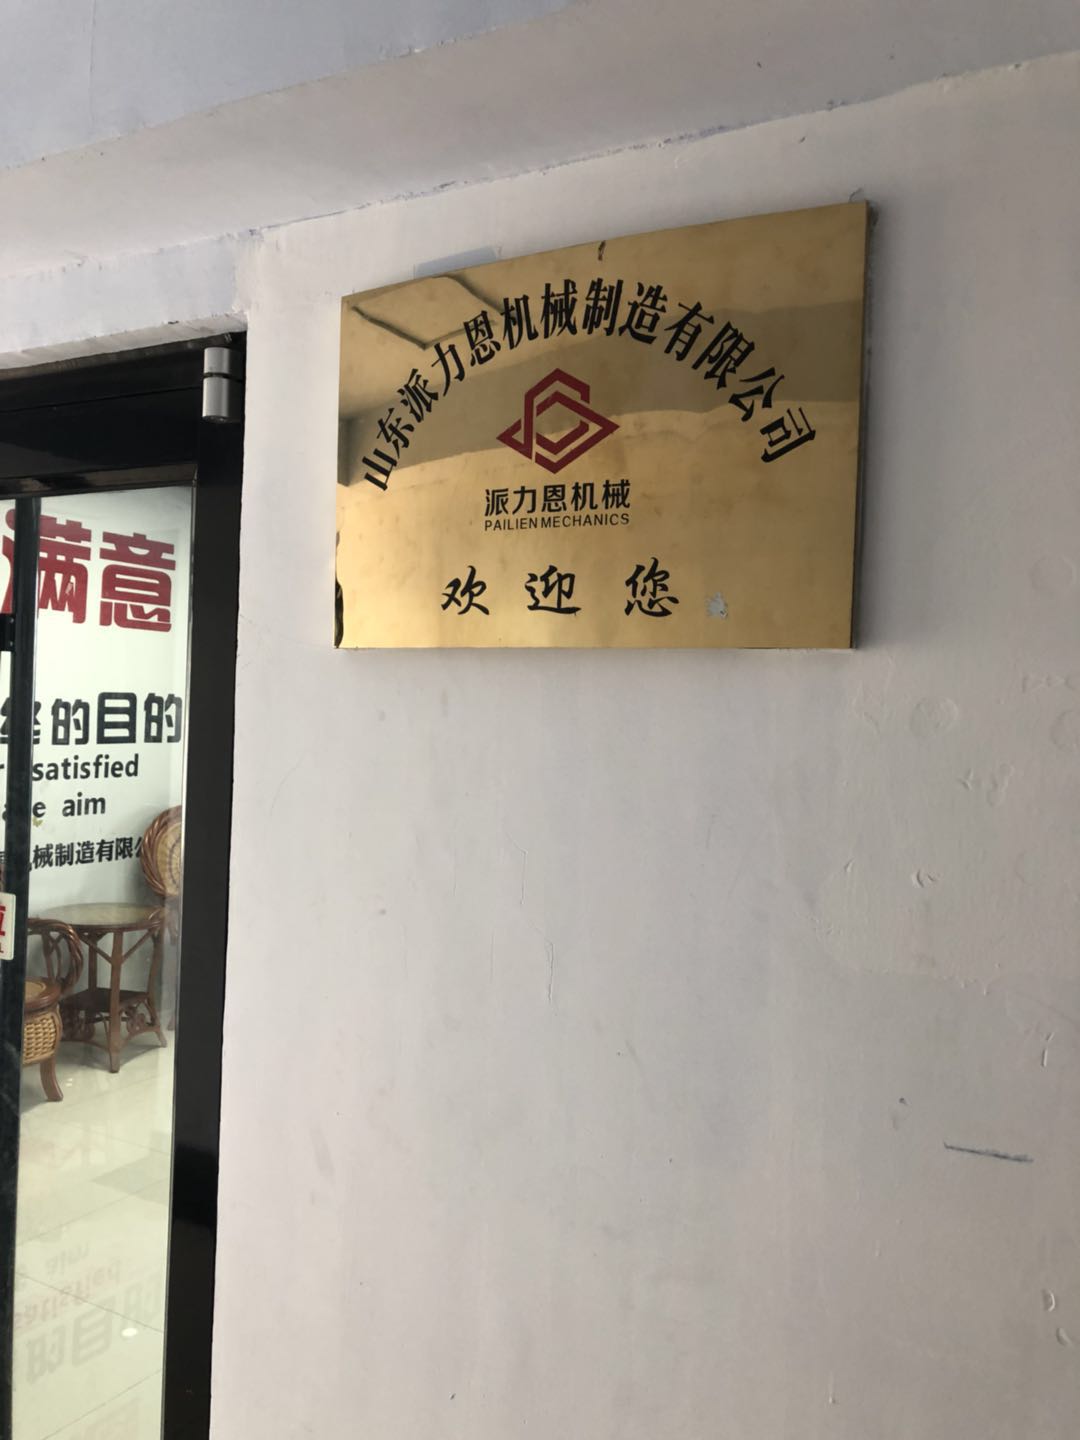 山东派力恩机械制造有限公司
派力恩机械
PAILIEN MECHANICS
欢迎您
满意
的目的
satisfied
aim
机械制造有限公